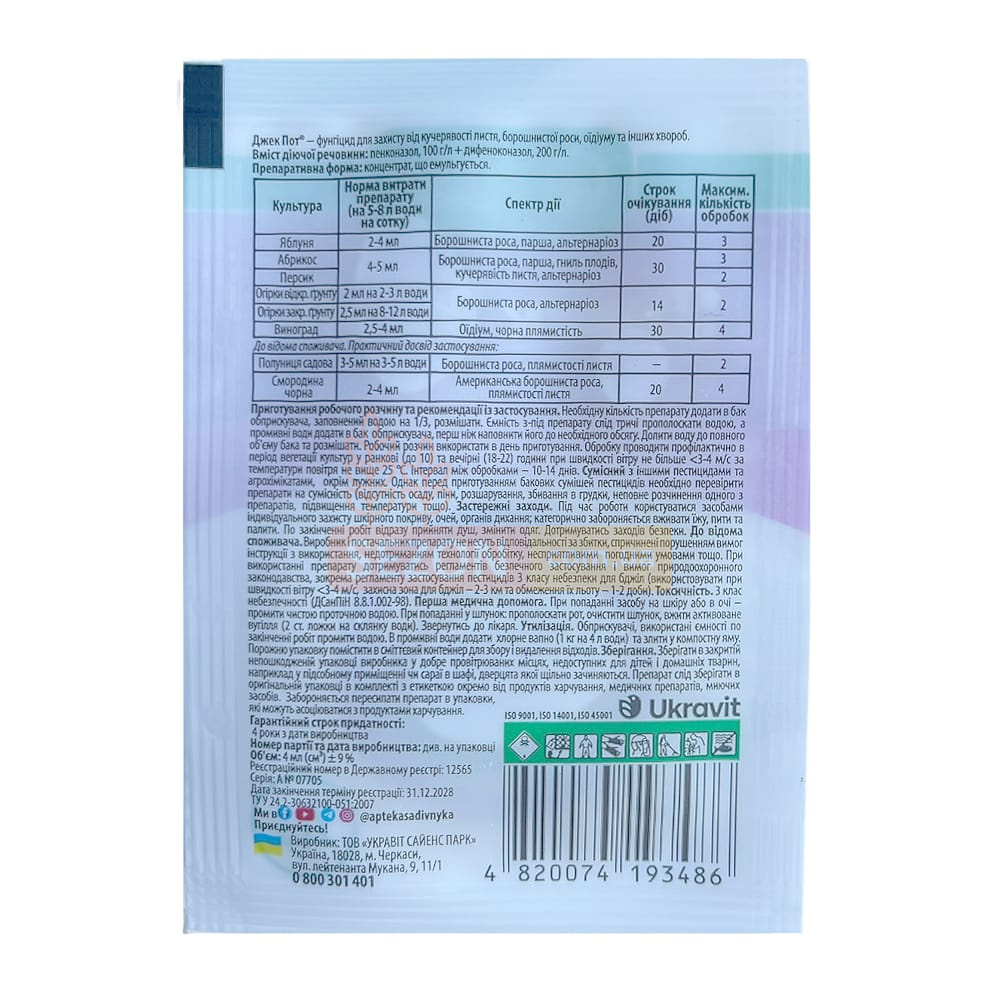 Джек Пот® – фунгіцид для захисту від кучерявості листя, борошнистої роси, оїдіуму та інших хвороб.
Вміст діючої речовини: пенконазол, 100 г/л + дифеноконазол, 200 г/л.
Препаративна форма: концентрат, що емульгується.
Культура | Норма витрати препарату (на 5-8 л води на сотку) | Спектр дії | Строк очікування (діб) | Максим. кількість обробок
Яблуня | 2-4 мл | Борошниста роса, парша, альтернаріоз | 20 | 3
Абрикос | 4-5 мл | Борошниста роса, парша, гниль плодів, кучерявість листя, альтернаріоз | 30 | 3
Персик | 2
Огірки відкр. ґрунту | 2 мл на 2-3 л води | Борошниста роса, альтернаріоз | 14 | 2
Огірки закр. ґрунту | 2,5 мл на 8-12 л води
Виноград | 2,5-4 мл | Оїдіум, чорна плямистість | 30 | 4
До відома споживача. Практичний досвід застосування:
Полуниця садова | 3-5 мл на 3-5 л води | Борошниста роса, плямистості листя | – | 2
Смородина чорна | 2-4 мл | Американська борошниста роса, плямистості листя | 20 | 4
Приготування робочого розчину та рекомендації із застосування. Необхідну кількість препарату додати в бак
обприскувача, заповнений водою на 1/3, розмішати. Ємність з-під препарату слід тричі прополоскати водою, а
промивні води додати в бак обприскувача, перш ніж наповнити його до необхідного обсягу. Долити воду до повного
об'єму бака та розмішати. Робочий розчин використати в день приготування. Обробку проводити профілактично в
період вегетації культур у ранкові (до 10) та вечірні (18-22) години при швидкості вітру не більше <3-4 м/с за
температури повітря не вище 25 °С. Інтервал між обробками – 10-14 днів. Сумісний з іншими пестицидами та
агрохімікатами, окрім лужних. Однак перед приготуванням бакових сумішей пестицидів необхідно перевірити
препарати на сумісність (відсутність осаду, піни, розшарування, збивання в грудки, неповне розчинення одного з
препаратів, підвищення температури тощо). Застережні заходи. Під час роботи користуватися засобами
індивідуального захисту шкірного покриву, очей, органів дихання; категорично забороняється вживати їжу, пити та
палити. По закінченні робіт відразу прийняти душ, змінити одяг. Дотримуватись заходів безпеки. До відома
споживача. Виробник і постачальник препарату не несуть відповідальності за збитки, спричинені порушенням вимог
інструкції з використання, недотриманням технології обробітку, несприятливими погодними умовами тощо. При
використанні препарату дотримуватись регламенту безпечного застосування і вимог природоохоронного
законодавства, зокрема регламенту застосування пестицидів 3 класу небезпеки для бджіл (використовувати при
швидкості вітру <3-4 м/с, захисна зона для бджіл – 2-3 км та обмеження їх льоту – 1-2 доби). Токсичність. 3 клас
небезпечності (ДСанПіН 8.8.1.002-98). Перша медична допомога. При попаданні засобу на шкіру або в очі –
промити чистою проточною водою. При попаданні у шлунок: прополоскати рот, очистити шлунок, вжити активоване
вугілля (2 ст. ложки на склянку води). Звернутись до лікаря. Утилізація. Обприскувачі, використані ємності по
закінченні робіт промити водою. В промивні води додати хлорне вапно (1 кг на 4 л води) та злити у компостну яму.
Порожню упаковку помістити в сміттєвий контейнер для збору і видалення відходів. Зберігання. Зберігати в закритій
непошкодженій упаковці виробника у добре провітрюваних місцях, недоступних для дітей і домашніх тварин,
наприклад у підсобному приміщенні чи сараї в шафі, дверцята якої щільно зачиняються. Препарат слід зберігати в
оригінальній упаковці в комплекті з етикеткою окремо від продуктів харчування, медичних препаратів, миючих
засобів. Забороняється пересипати препарат в упаковки,
які можуть асоціюватися з продуктами харчування.
ISO 9001, ISO 14001, ISO 45001 Ukravit
Гарантійний строк придатності:
4 роки з дати виробництва
Номер партії та дата виробництва: див. на упаковці
Об'єм: 4 мл (см³) ± 9 %
Реєстраційний номер в Державному реєстрі: 12565
Серія: А № 07705
Дата закінчення терміну реєстрації: 31.12.2028
ТУ У 24.2-30632100-051:2007
Ми в @aptekasadivnyka
Приєднуйтесь!
Виробник: ТОВ «УКРАВІТ САЙЕНС ПАРК»
Україна, 18028, м. Черкаси,
вул. лейтенанта Мукана, 9, 11/1
0 800 301 401
4 820074 193486